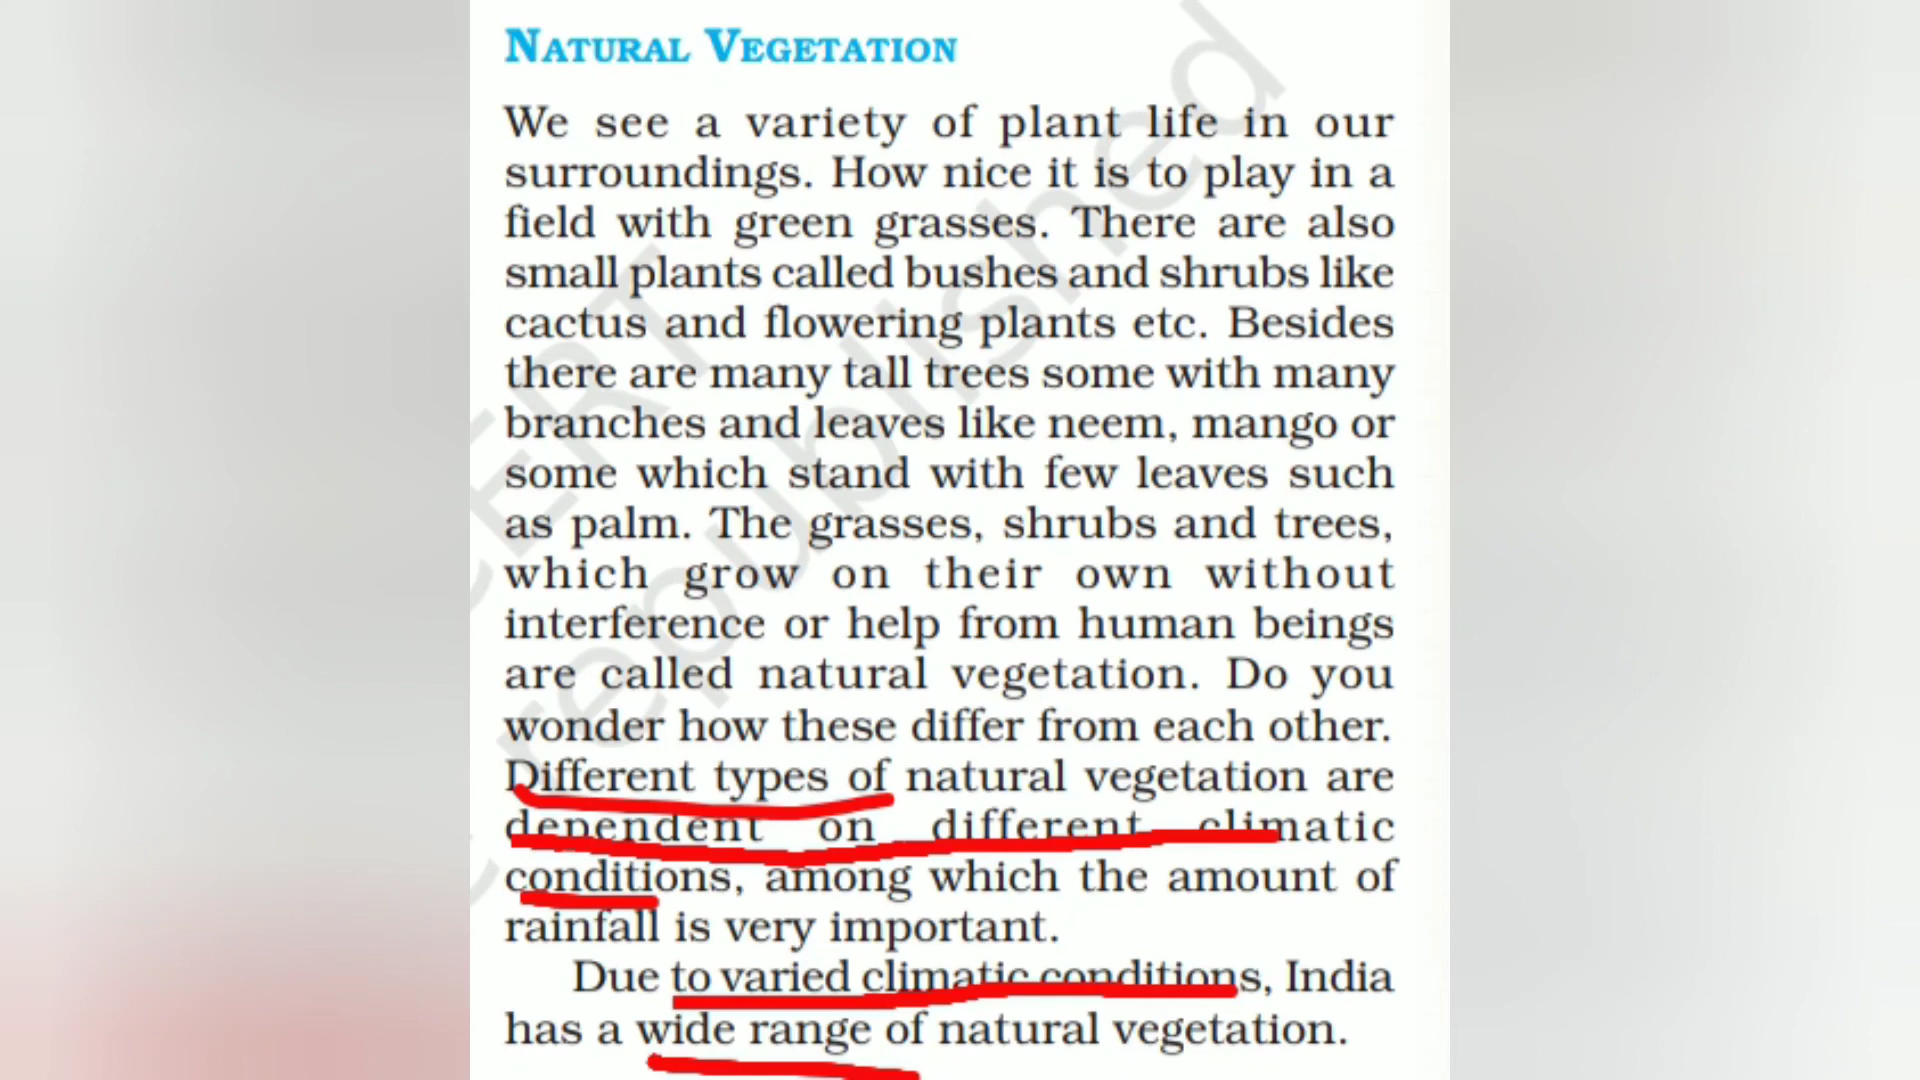 NATURAL VEGETATION
We see a variety of plant life in our
surroundings. How nice it is to play in a
field with green grasses. There are also
small plants called bushes and shrubs like
cactus and flowering plants etc. Besides
there are many tall trees some with many
branches and leaves like neem, mango or
some which stand with few leaves such
as palm. The grasses, shrubs and trees,
which grow on their own without
interference or help from human beings
are called natural vegetation. Do you
wonder how these differ from each other.
Different types of natural vegetation are
dependent on different climatic
conditions, among which the amount of
rainfall is very important.
Due to varied climatic conditions, India
has a wide range of natural vegetation.
republished